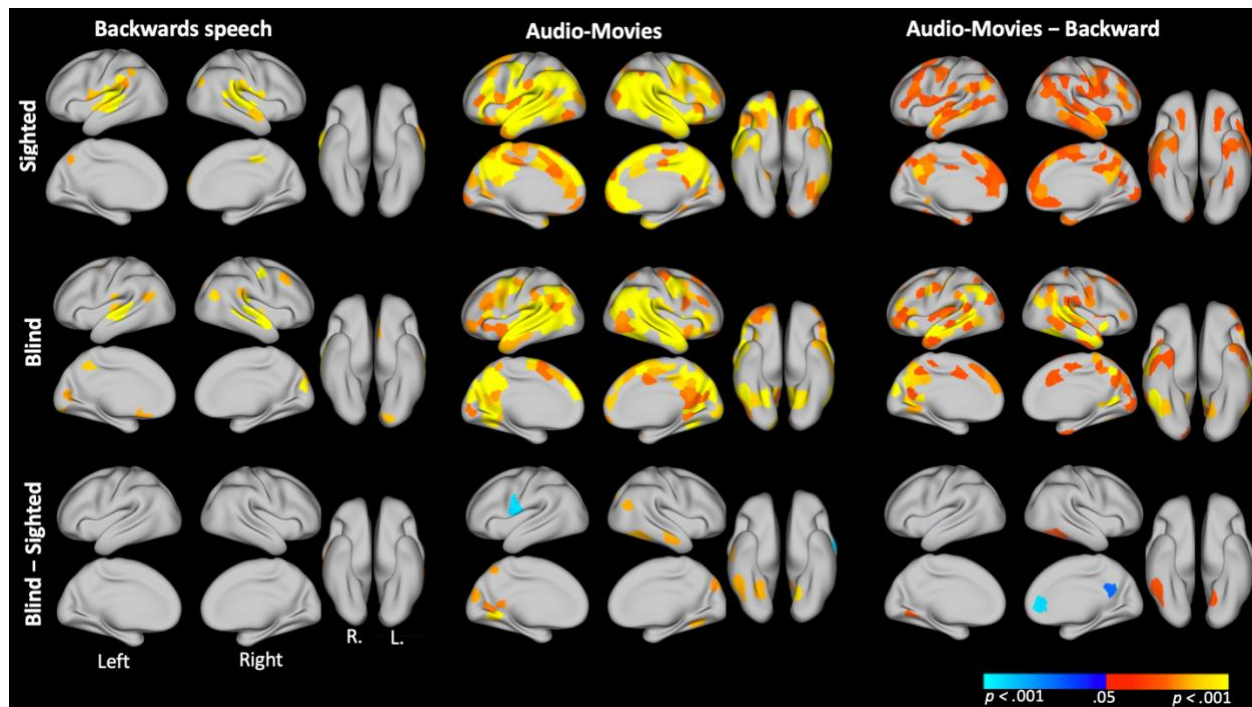 Backwards speech
Audio-Movies
Audio-Movies – Backward
Sighted
Blind
Blind – Sighted
R.
L.
Left
Right
p <.001
.05
p <.001